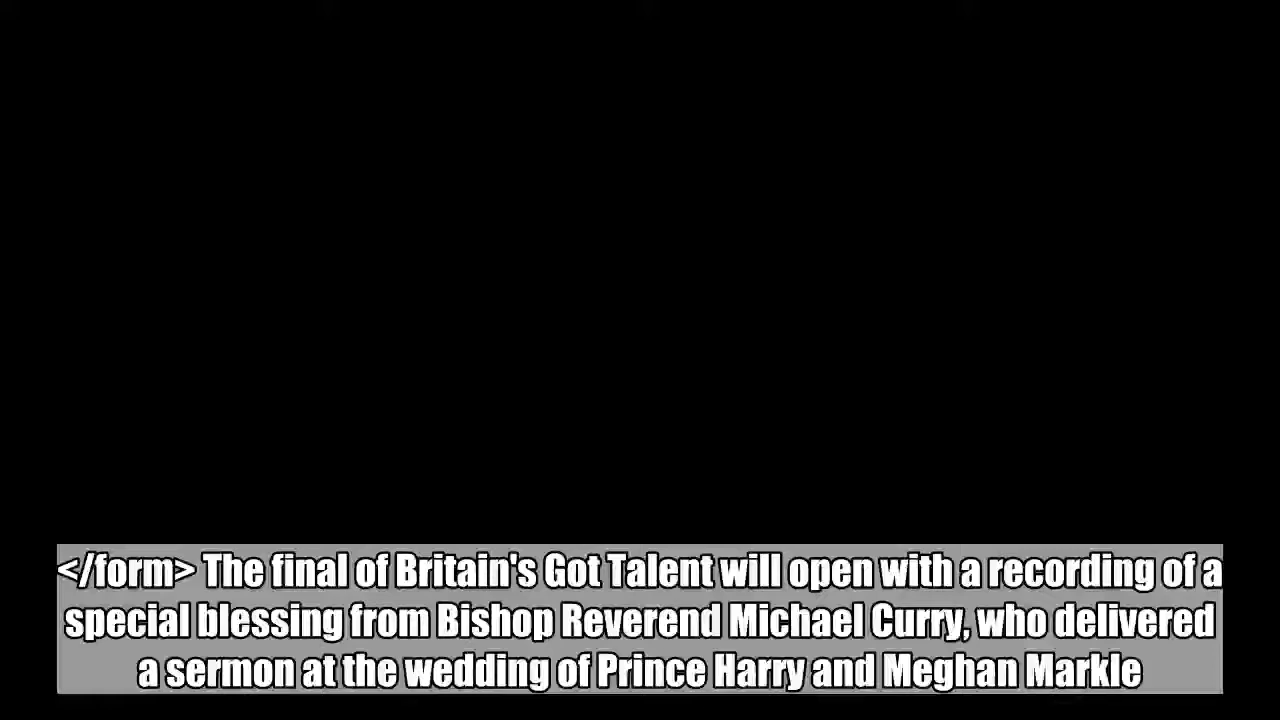 </form> The final of Britain's Got Talent will open with a recording of a
special blessing from Bishop Reverend Michael Curry, who delivered
a sermon at the wedding of Prince Harry and Meghan Markle